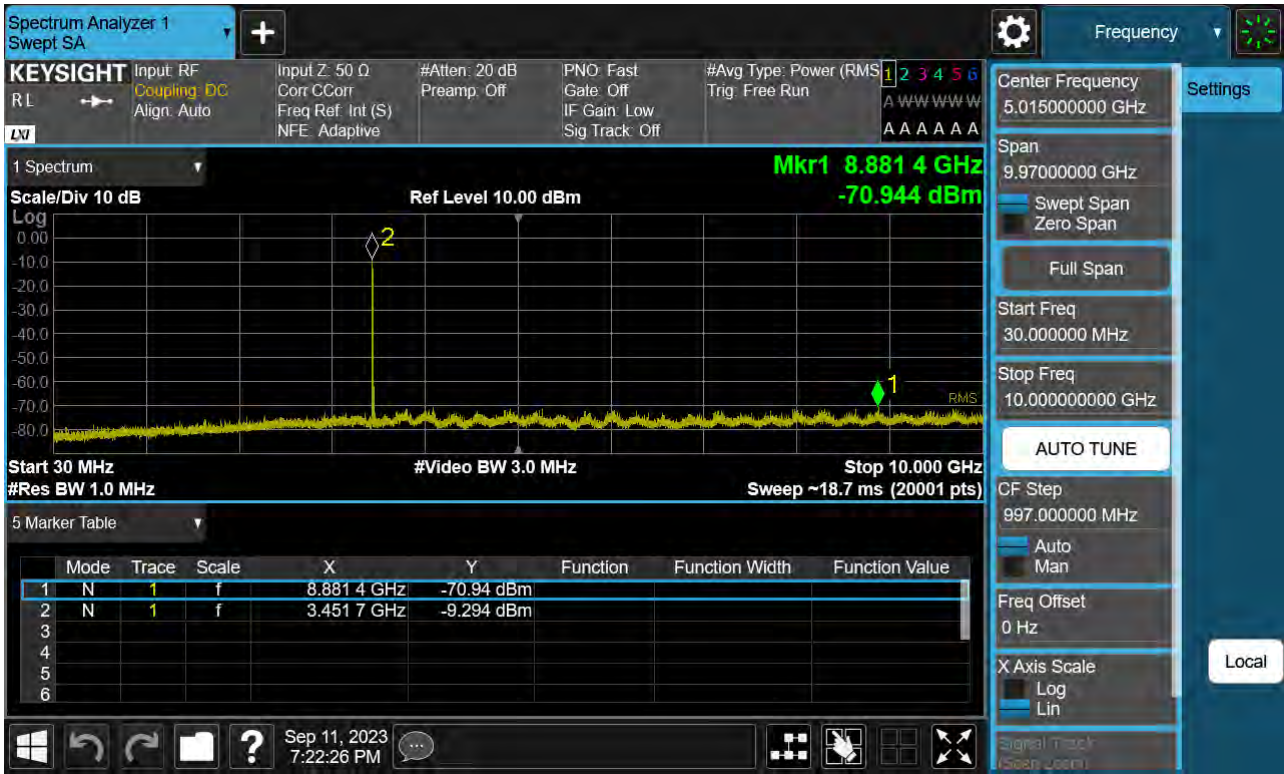 Spectrum Analyzer 1
Swept SA
+
Frequency
KEYSIGHT
RL
LXI
Input: RF
Coupling: DC
Align: Auto
Input Z: 50 Ω
Corr CCorr
Freq Ref: Int (S)
NFE: Adaptive
#Atten: 20 dB
Preamp: Off
PNO: Fast
Gate: Off
IF Gain: Low
Sig Track: Off
#Avg Type: Power (RMS
Trig: Free Run
1 2 3 4 5 6
A W W W W W
A A A A A A
1 Spectrum
Mkr1 8.881 4 GHz
-70.944 dBm
Scale/Div 10 dB
Ref Level 10.00 dBm
Log
0.00
-10.0
-20.0
-30.0
-40.0
-50.0
-60.0
-70.0
-80.0
2
1
RMS
Start 30 MHz
#Video BW 3.0 MHz
Stop 10.000 GHz
#Res BW 1.0 MHz
Sweep ~18.7 ms (20001 pts)
5 Marker Table
Mode Trace Scale X Y Function Function Width Function Value
1 N 1 f 8.881 4 GHz -70.94 dBm
2 N 1 f 3.451 7 GHz -9.294 dBm
3
4
5
6
Center Frequency
5.015000000 GHz
Settings
Span
9.97000000 GHz
Swept Span
Zero Span
Full Span
Start Freq
30.000000 MHz
Stop Freq
10.000000000 GHz
AUTO TUNE
CF Step
997.000000 MHz
Auto
Man
Freq Offset
0 Hz
X Axis Scale
Log
Lin
Signal Track
(Span Zoom)
Local
?
Sep 11, 2023
7:22:26 PM